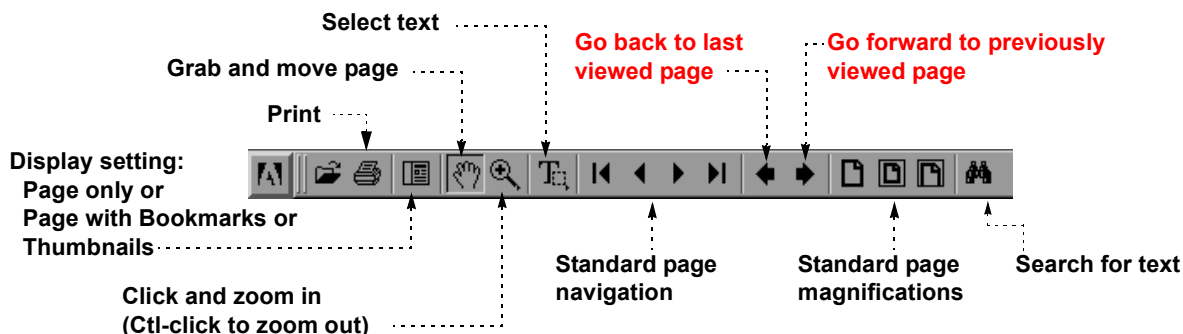 Select text
Go back to last
viewed page
Go forward to previously
viewed page
Grab and move page
Print
Display setting:
Page only or
Page with Bookmarks or
Thumbnails
Standard page
navigation
Standard page
magnifications
Search for text
Click and zoom in
(Ctl-click to zoom out)